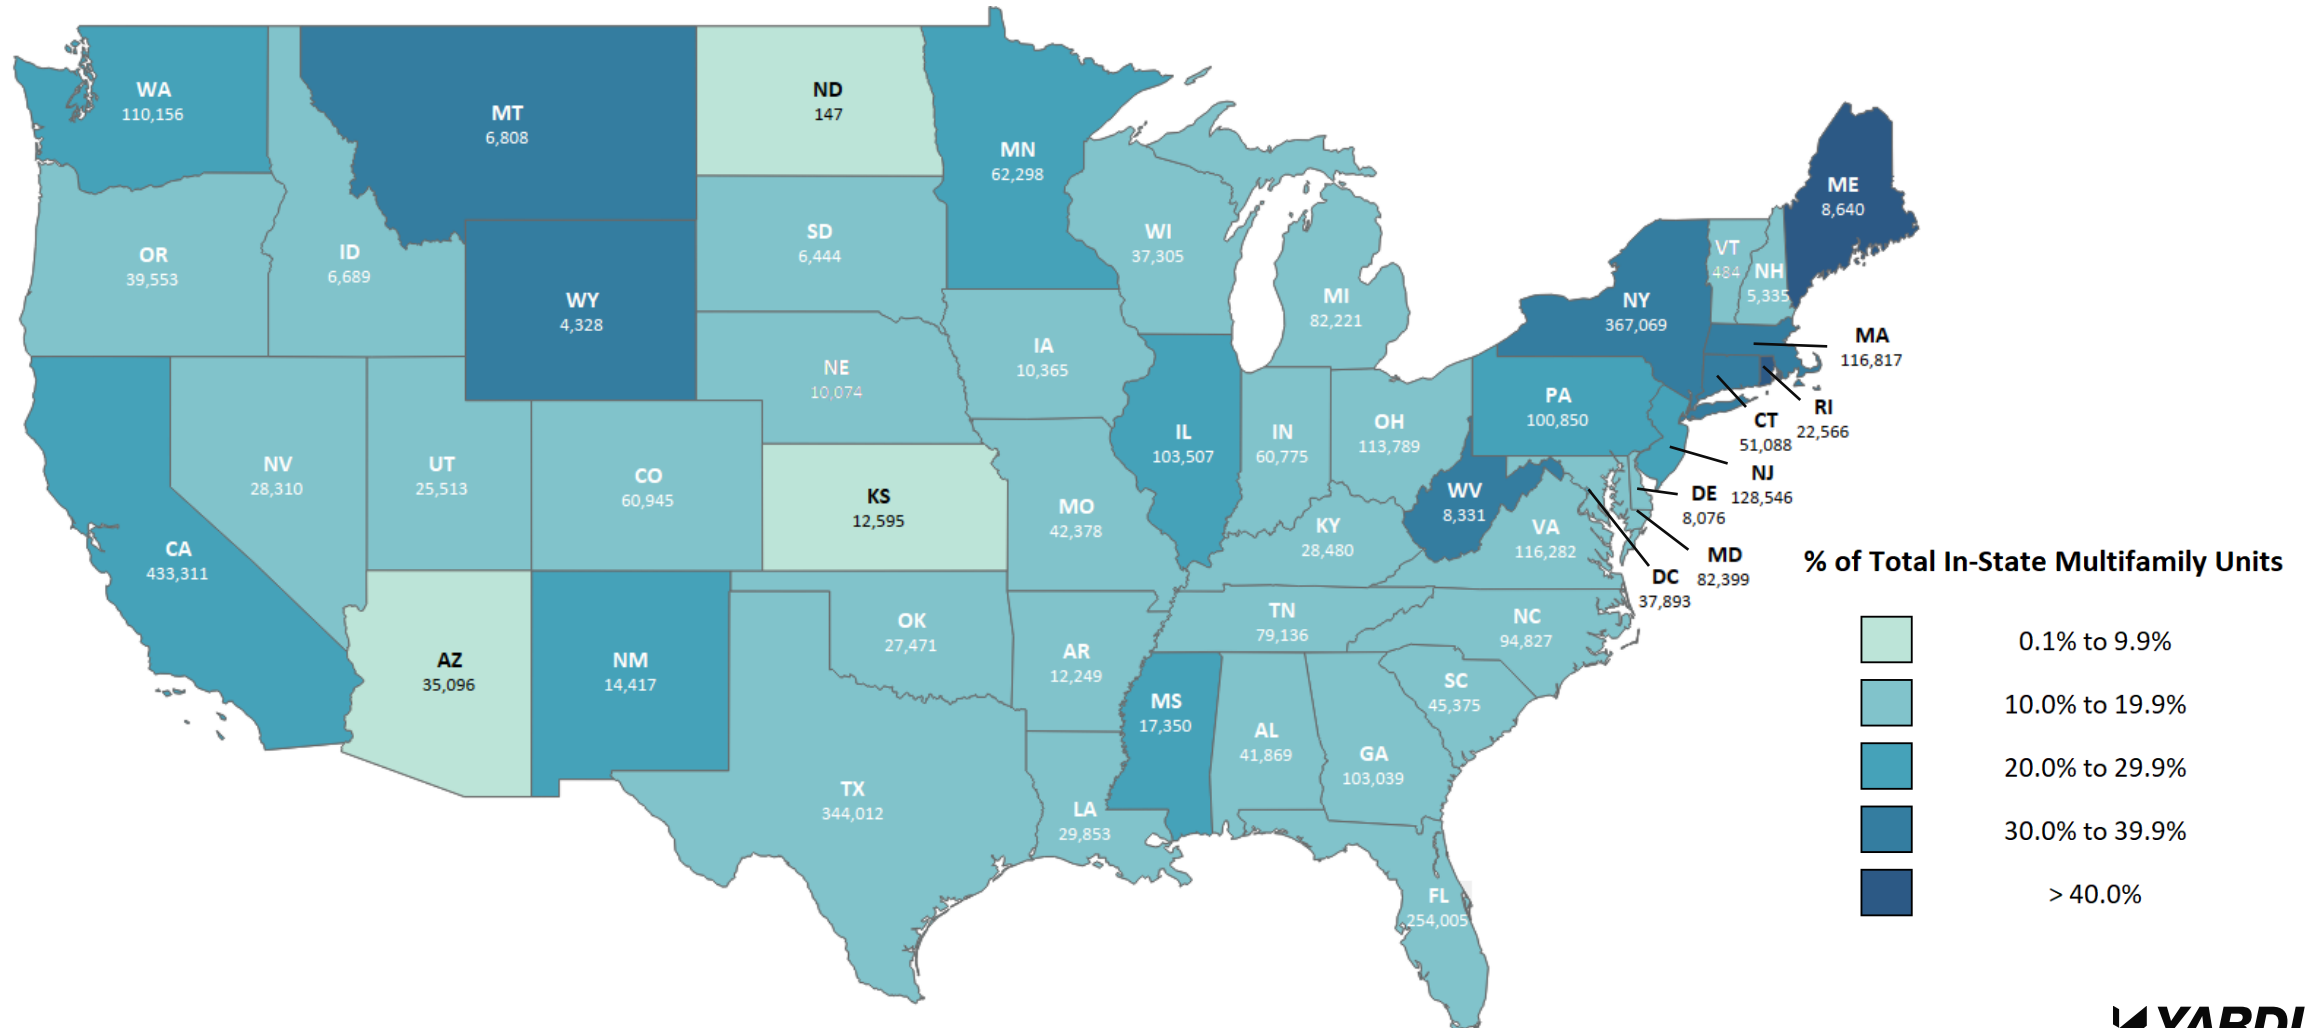 WA
110,156
MT
6,808
ND
147
MN
62,298
OR
39,553
ID
6,689
WY
4,328
SD
6,444
WI
37,305
MI
82,221
ME
8,640
VT
484
NH
5,335
NY
367,069
MA
116,817
RI
22,566
CT
51,088
NJ
128,546
DE
8,076
MD
82,399
DC
37,893
PA
100,850
NE
10,074
IA
10,365
IL
103,507
IN
60,775
OH
113,789
NV
28,310
UT
25,513
CO
60,945
KS
12,595
MO
42,378
KY
28,480
WV
8,331
VA
116,282
CA
433,311
AZ
35,096
NM
14,417
OK
27,471
AR
12,249
TN
79,136
NC
94,827
SC
45,375
MS
17,350
AL
41,869
GA
103,039
TX
344,012
LA
29,853
FL
254,005
% of Total In-State Multifamily Units
0.1% to 9.9%
10.0% to 19.9%
20.0% to 29.9%
30.0% to 39.9%
> 40.0%
YARDI